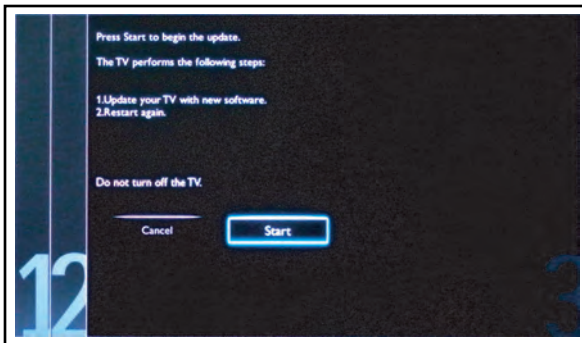 Press Start to begin the update.
The TV performs the following steps:
1.Update your TV with new software.
2.Restart again.
Do not turn off the TV.
Cancel
Start
12
3